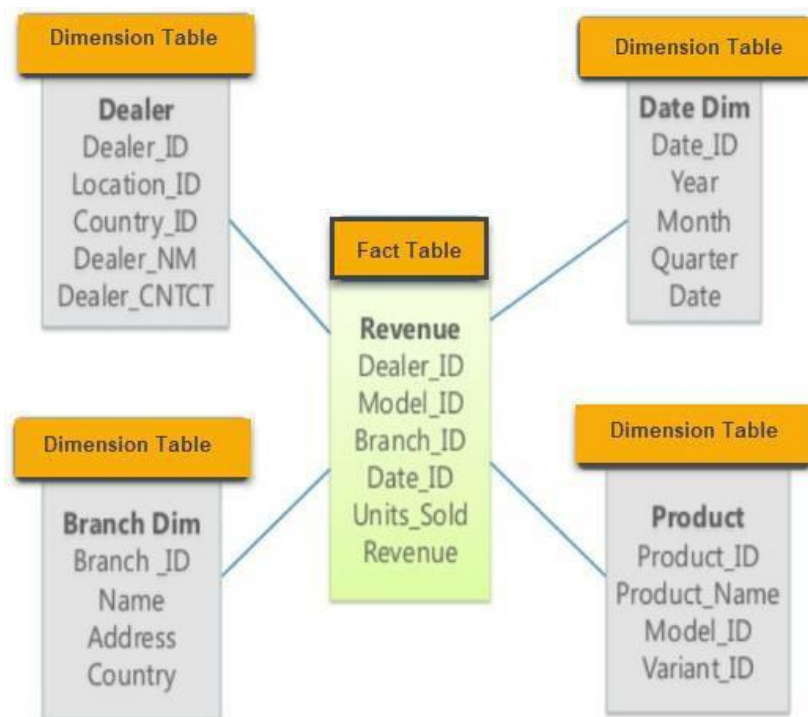 Dimension Table
Dealer
Dealer_ID
Location_ID
Country_ID
Dealer_NM
Dealer_CNTCT
Dimension Table
Date Dim
Date_ID
Year
Month
Quarter
Date
Fact Table
Revenue
Dealer_ID
Model_ID
Branch_ID
Date_ID
Units_Sold
Revenue
Dimension Table
Branch Dim
Branch _ID
Name
Address
Country
Dimension Table
Product
Product_ID
Product_Name
Model_ID
Variant_ID